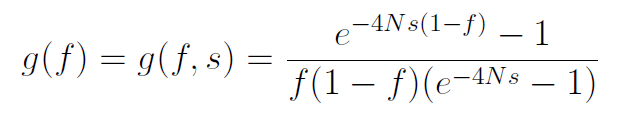 g(f) = g(f, s) = \frac{e^{-4Ns(1-f)} - 1}{f(1 - f)(e^{-4Ns} - 1)}